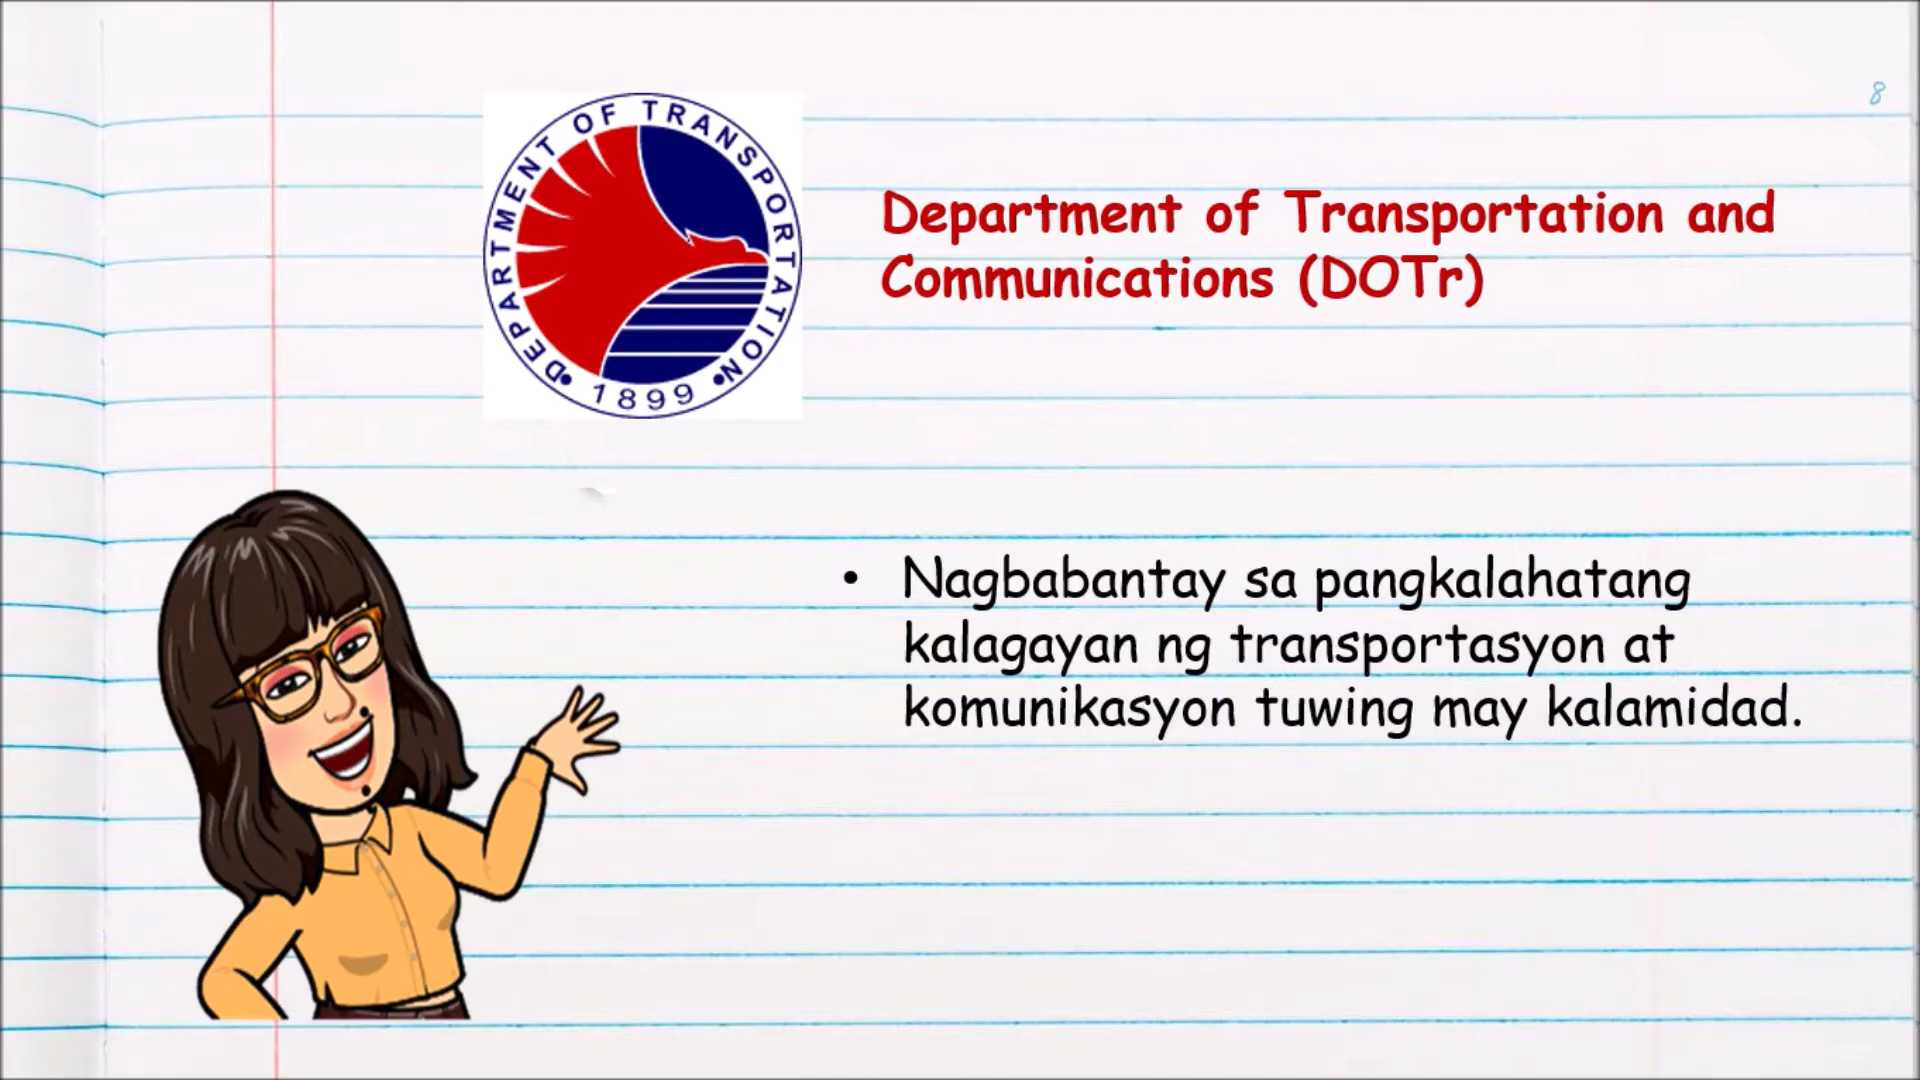 DEPARTMENT OF TRANSPORTATION
1899
8
Department of Transportation and
Communications (DOTr)
• Nagbabantay sa pangkalahatang
kalagayan ng transportasyon at
komunikasyon tuwing may kalamidad.